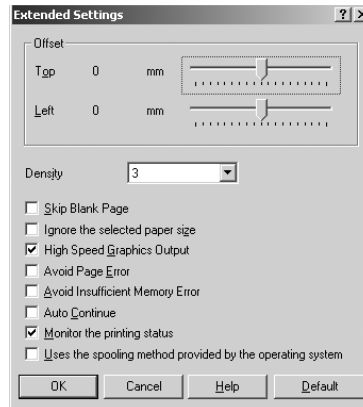 Extended Settings
Offset
Top 0 mm
Left 0 mm
Density 3
Skip Blank Page
Ignore the selected paper size
High Speed Graphics Output
Avoid Page Error
Avoid Insufficient Memory Error
Auto Continue
Monitor the printing status
Uses the spooling method provided by the operating system
OK Cancel Help Default